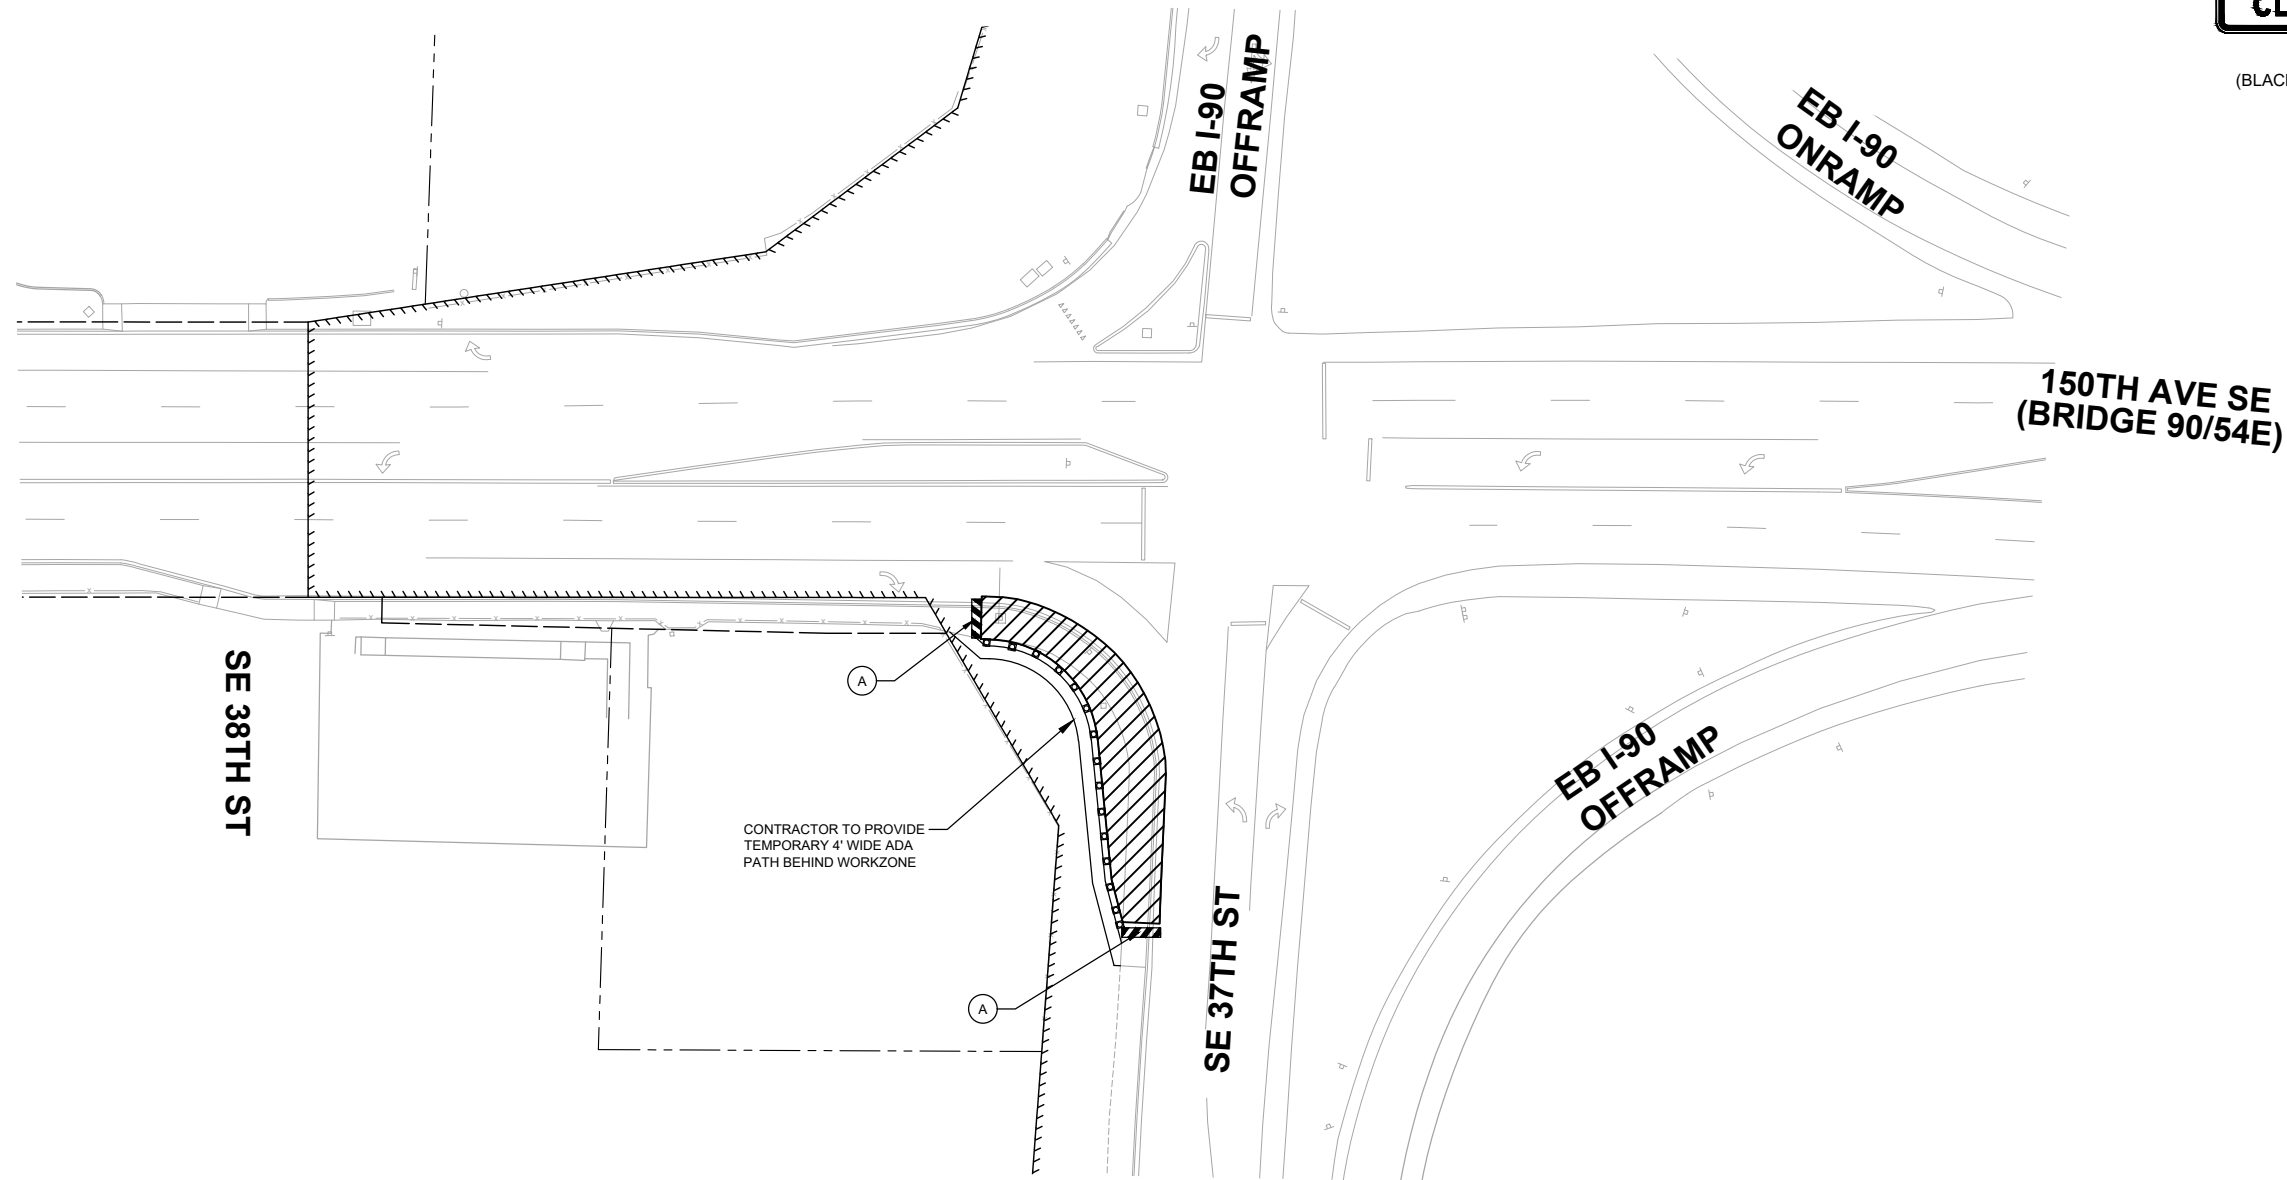 (BLAC
EB I-90
OFFRAMP
EB I-90
ONRAMP
150TH AVE SE
(BRIDGE 90/54E)
A
SE 38TH ST
EB I-90
OFFRAMP
CONTRACTOR TO PROVIDE
TEMPORARY 4' WIDE ADA
PATH BEHIND WORKZONE
SE 37TH ST
A